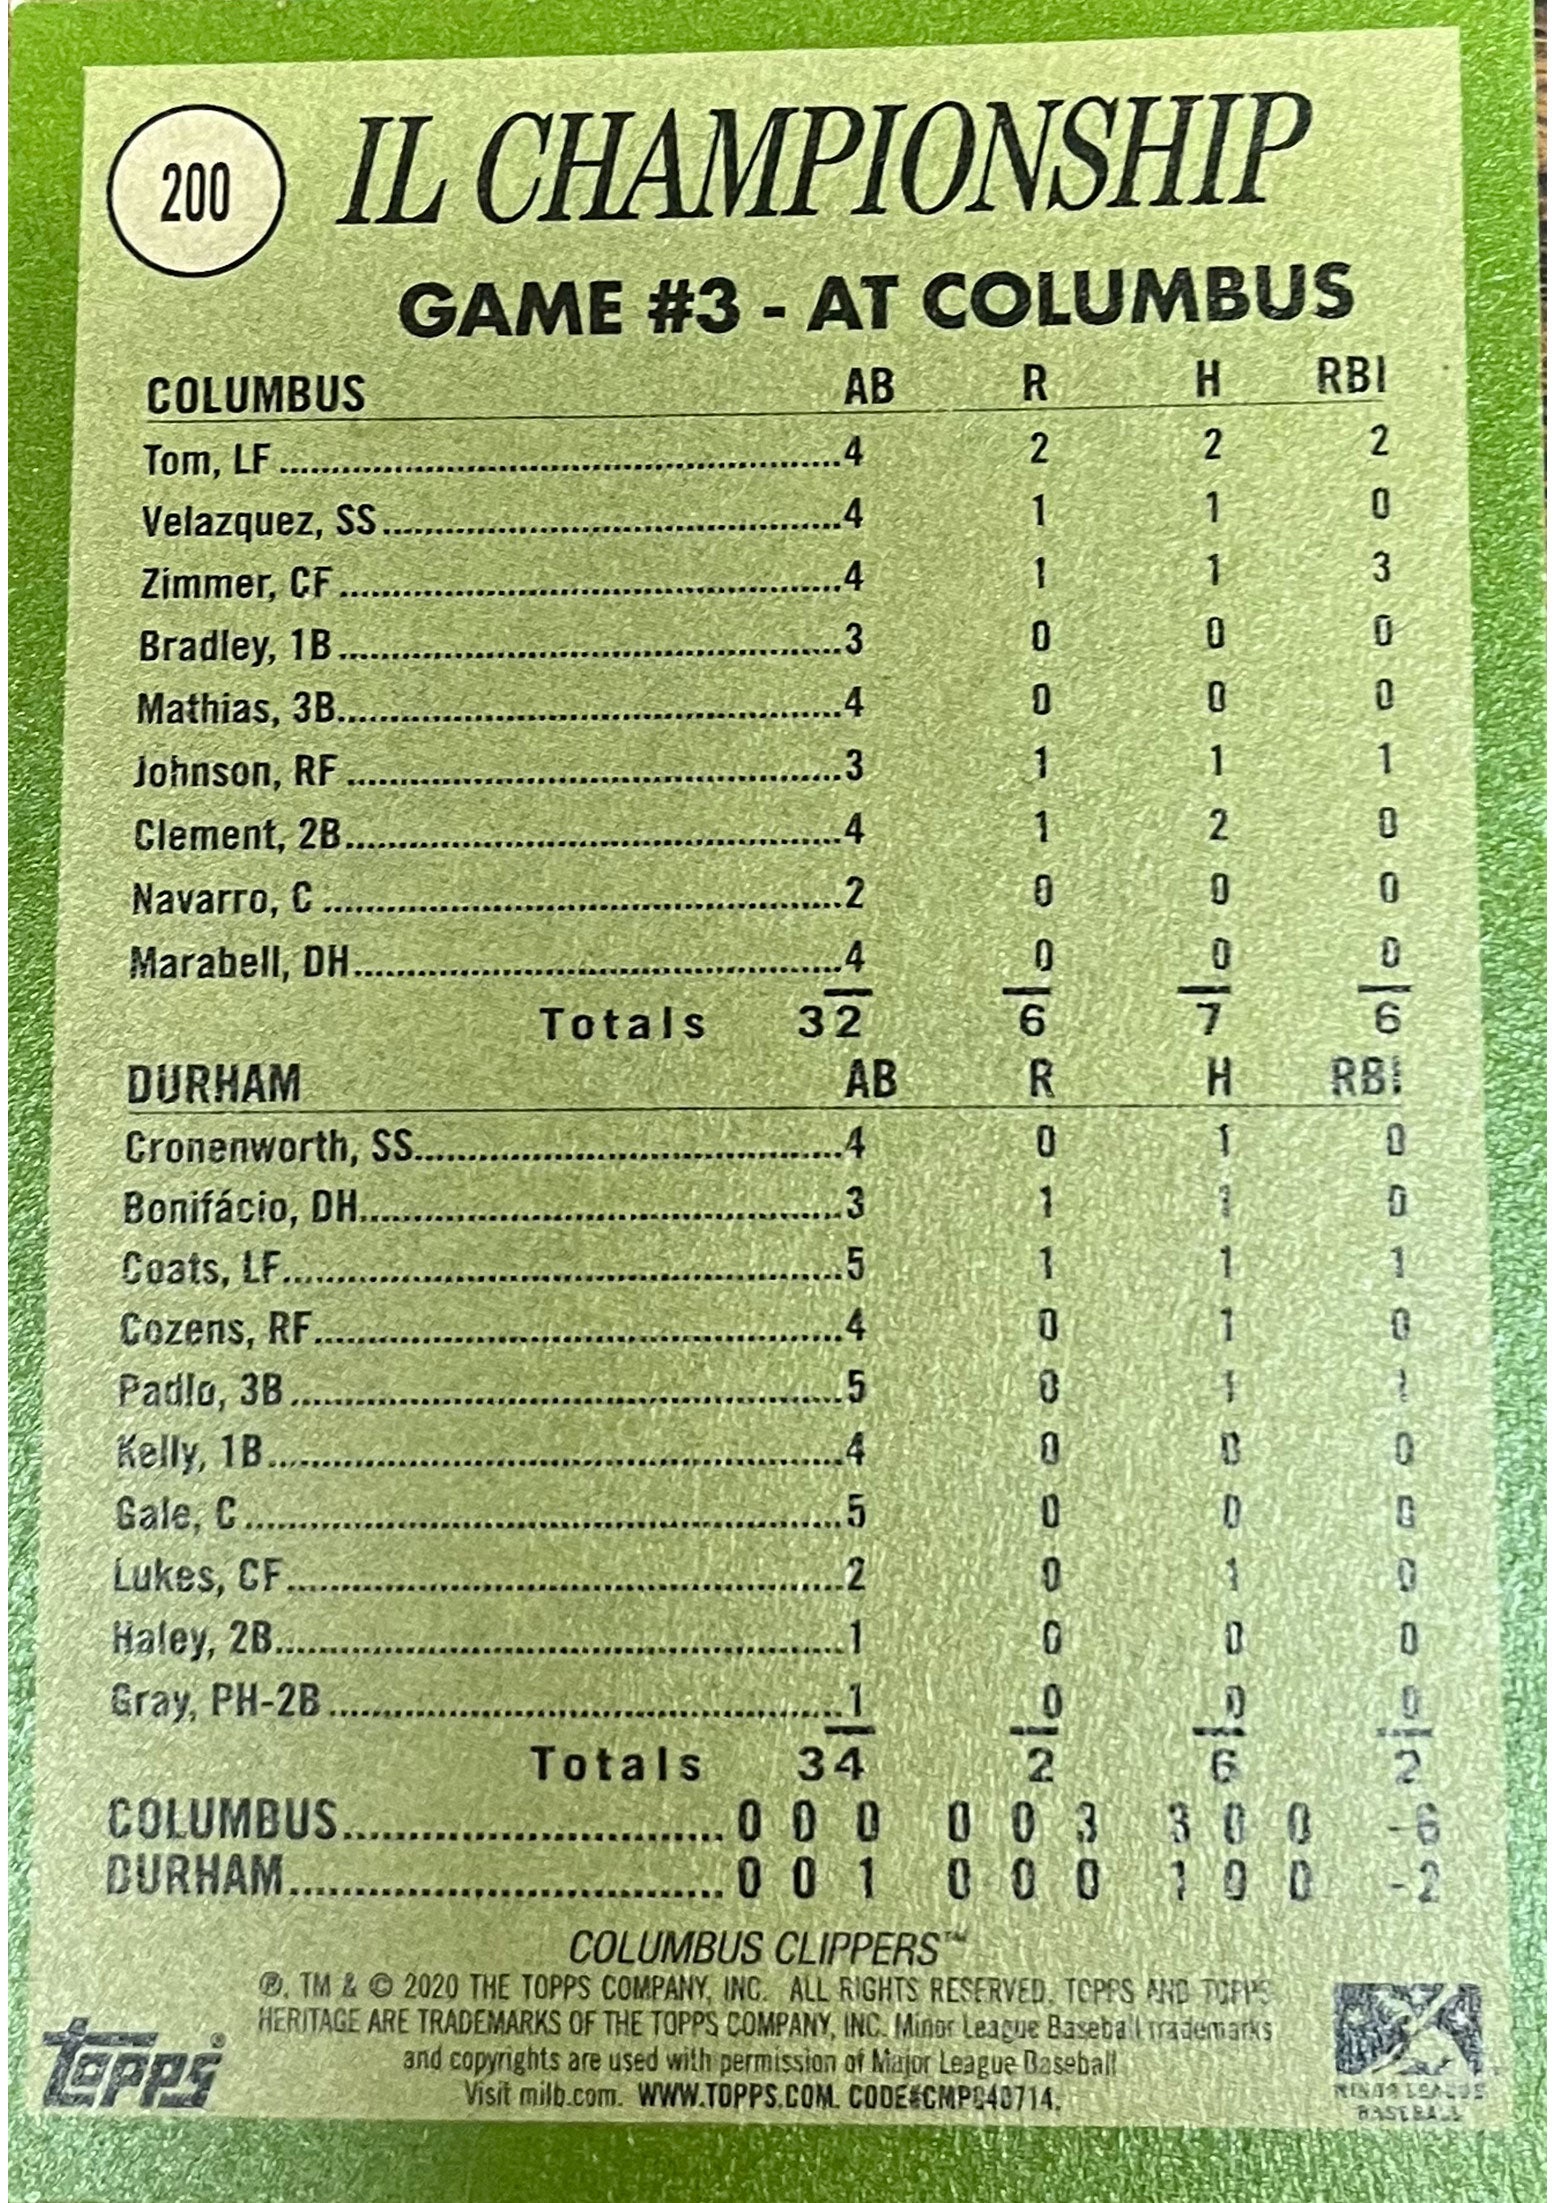 200
IL CHAMPIONSHIP
GAME #3 - AT COLUMBUS
COLUMBUS AB R H RBI
Tom, LF 4 2 2 2
Velazquez, SS 4 1 1 0
Zimmer, CF 4 1 1 3
Bradley, 1B 3 0 0 0
Mathias, 3B 4 0 0 0
Johnson, RF 3 1 1 1
Clement, 2B 4 1 2 0
Navarro, C 2 0 0 0
Marabell, DH 4 0 0 0
Totals 32 6 7 6
DURHAM AB R H RBI
Cronenworth, SS 4 0 1 0
Bonifácio, DH 3 1 1 0
Coats, LF 5 1 1 1
Cozens, RF 4 0 1 0
Padlo, 3B 5 0 1 1
Kelly, 1B 4 0 0 0
Gale, C 5 0 0 0
Lukes, CF 2 0 1 0
Haley, 2B 1 0 0 0
Gray, PH-2B 1 0 0 0
Totals 34 2 6 2
COLUMBUS 0 0 0 0 0 3 3 0 0 -6
DURHAM 0 0 1 0 0 0 1 0 0 -2
COLUMBUS CLIPPERS™
®, TM & © 2020 THE TOPPS COMPANY, INC. ALL RIGHTS RESERVED. TOPPS AND TOPPS
HERITAGE ARE TRADEMARKS OF THE TOPPS COMPANY, INC. Minor League Baseball trademarks
and copyrights are used with permission of Major League Baseball
Visit milb.com. WWW.TOPPS.COM. CODE#CMP040714.
topps®
MINOR LEAGUE
BASEBALL